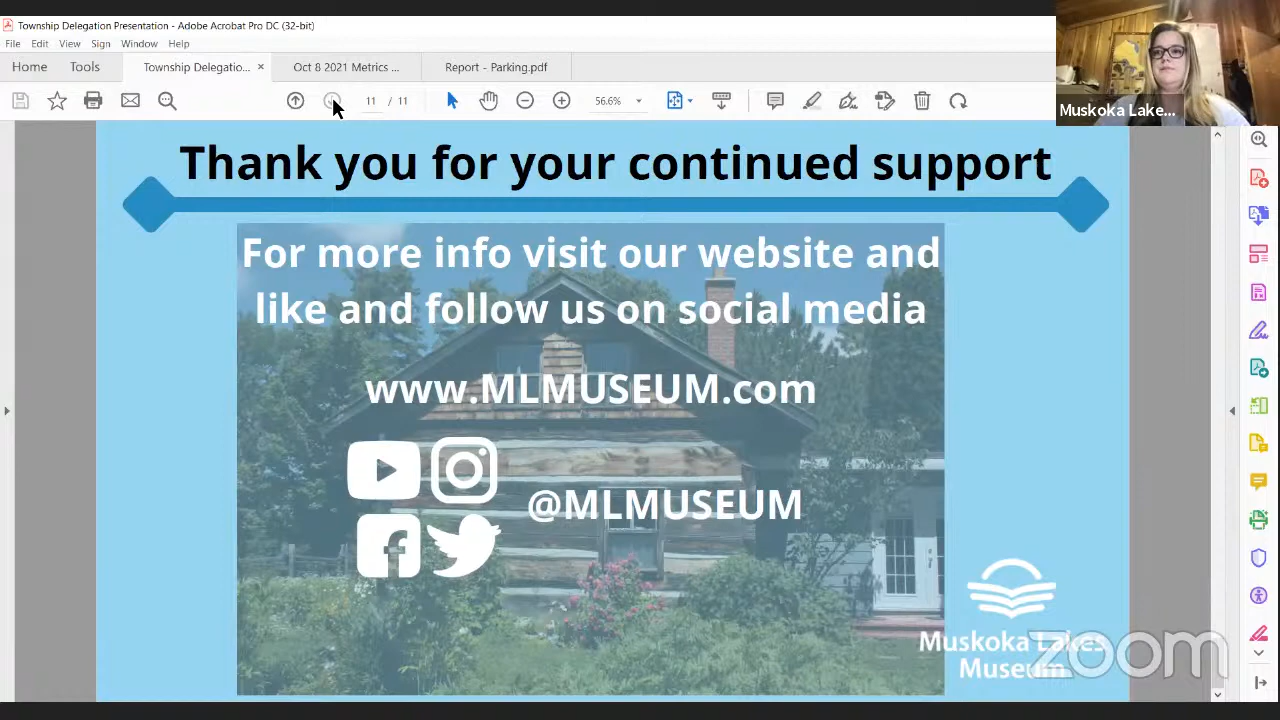 Township Delegation Presentation - Adobe Acrobat Pro DC (32-bit)
File Edit View Sign Window Help
Home Tools Township Delegatio... × Oct 8 2021 Metrics ... Report - Parking.pdf
11 / 11 56.6%
Muskoka Lake...
Thank you for your continued support
For more info visit our website and
like and follow us on social media
www.MLMUSEUM.com
@MLMUSEUM
Muskoka Lakes
Museum
zoom